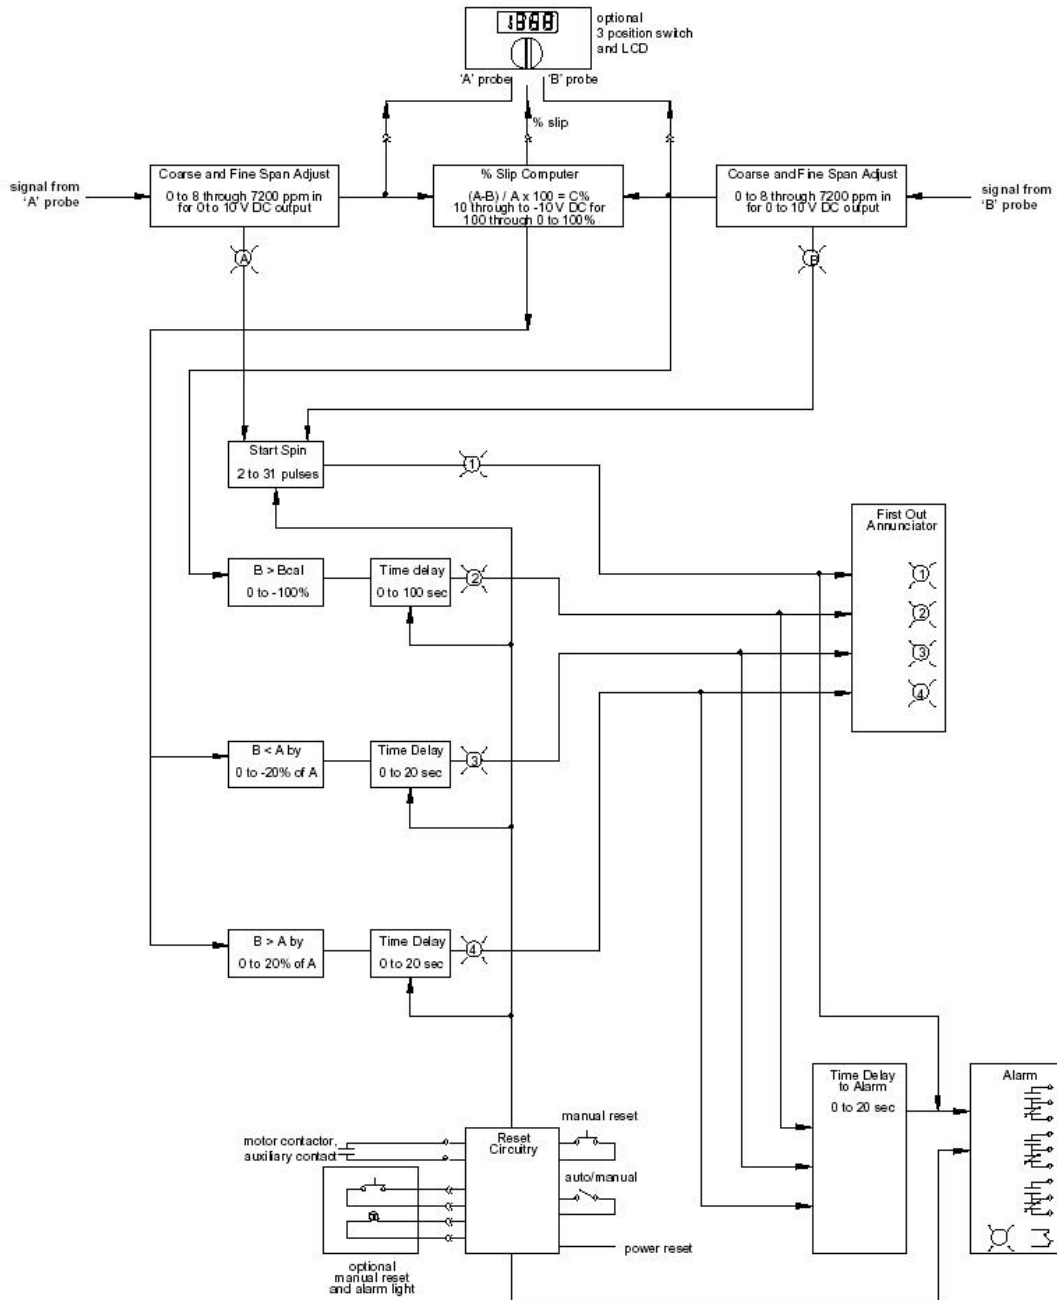 1888
optional
3 position switch
and LCD
'A' probe
'B' probe
% slip
signal from
'A' probe
Coarse and Fine Span Adjust
0 to 8 through 7200 ppm in
for 0 to 10 V DC output
% Slip Computer
(A-B) / A x 100 = C%
10 through to -10 V DC for
100 through 0 to 100%
Coarse and Fine Span Adjust
0 to 8 through 7200 ppm in
for 0 to 10 V DC output
signal from
'B' probe
A
B
Start Spin
2 to 31 pulses
1
First Out
Annunciator
1
2
3
4
B > Bcal
0 to -100%
Time delay
0 to 100 sec
2
B < A by
0 to -20% of A
Time Delay
0 to 20 sec
3
B > A by
0 to 20% of A
Time Delay
0 to 20 sec
4
Time Delay
to Alarm
0 to 20 sec
Alarm
motor contactor,
auxiliary contact
Reset
Circuitry
manual reset
auto/manual
power reset
optional
manual reset
and alarm light